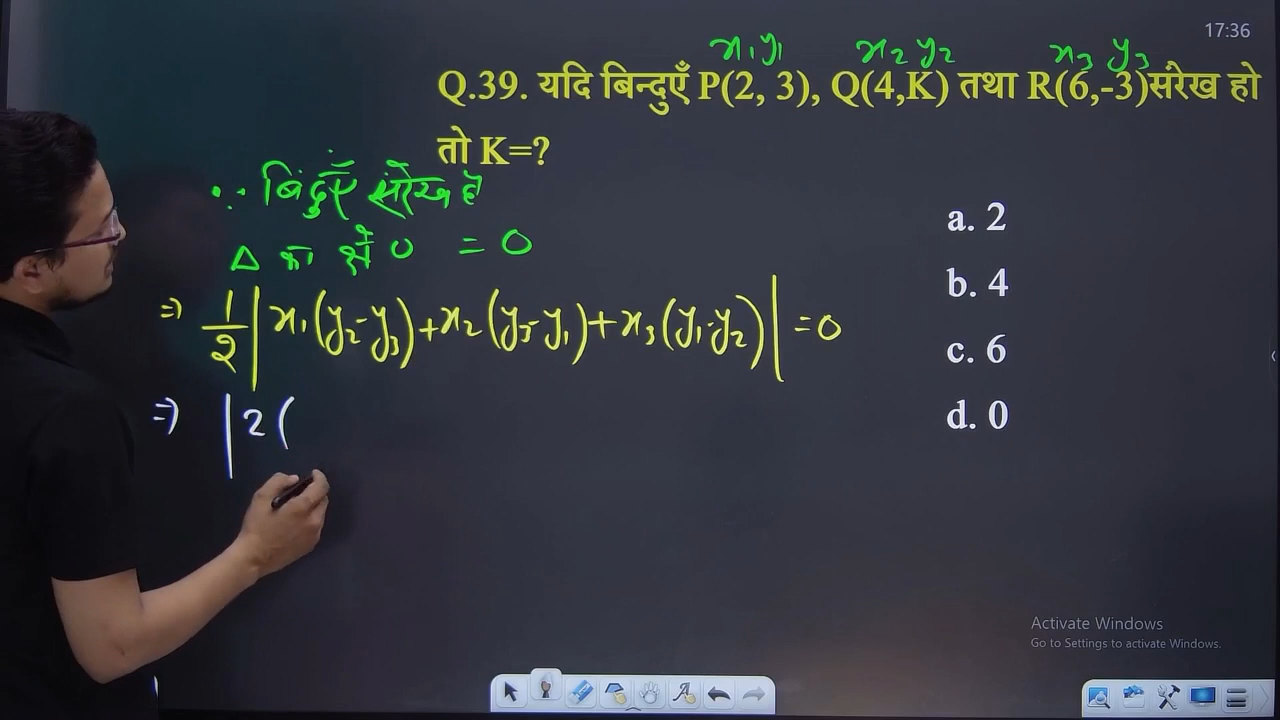 17:36
x₁ y₁ x₂ y₂ x₃ y₃
Q.39. यदि बिन्दुएँ P(2, 3), Q(4,K) तथा R(6,-3)संरेख हो
तो K=?
∵ बिंदुएँ संरेख है
Δ का क्षे० = 0
⇒ 1/2 |x₁(y₂-y₃)+x₂(y₃-y₁)+x₃(y₁-y₂)| =0
⇒ |2(
a. 2
b. 4
c. 6
d. 0
Activate Windows
Go to Settings to activate Windows.